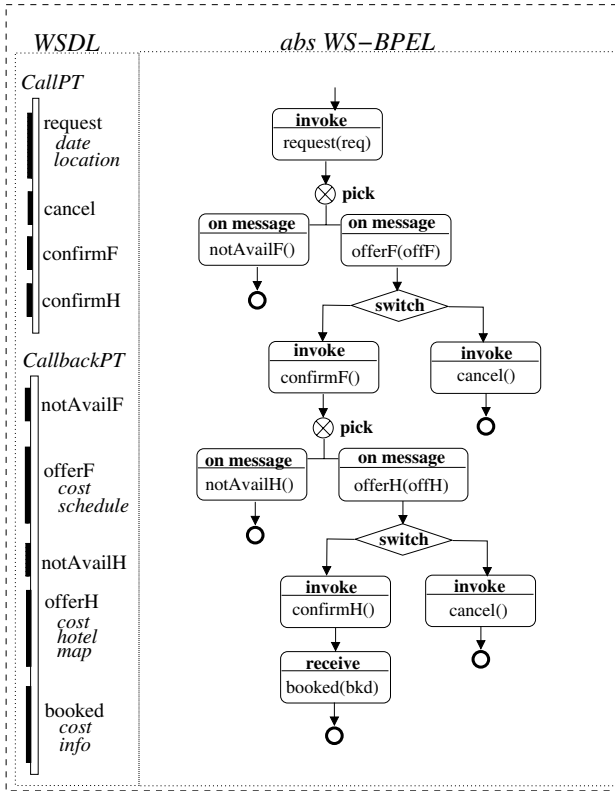 WSDL
abs WS-BPEL
CallPT
request
date
location
cancel
confirmF
confirmH
CallbackPT
notAvailF
offerF
cost
schedule
notAvailH
offerH
cost
hotel
map
booked
cost
info
invoke
request(req)
pick
on message
notAvailF()
on message
offerF(offF)
switch
invoke
confirmF()
invoke
cancel()
pick
on message
notAvailH()
on message
offerH(offH)
switch
invoke
confirmH()
invoke
cancel()
receive
booked(bkd)